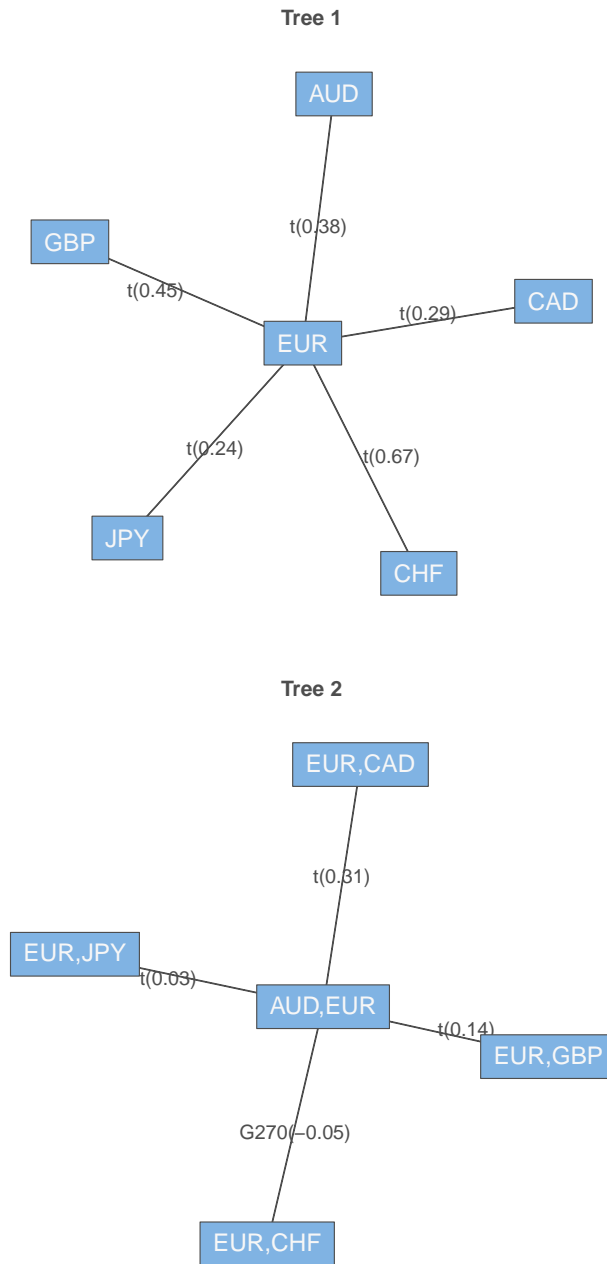 Tree 1
AUD
t(0.38)
GBP
t(0.45)
CAD
t(0.29)
EUR
t(0.24)
t(0.67)
JPY
CHF
Tree 2
EUR,CAD
t(0.31)
EUR,JPY
t(0.03)
AUD,EUR
t(0.14)
EUR,GBP
G270(−0.05)
EUR,CHF